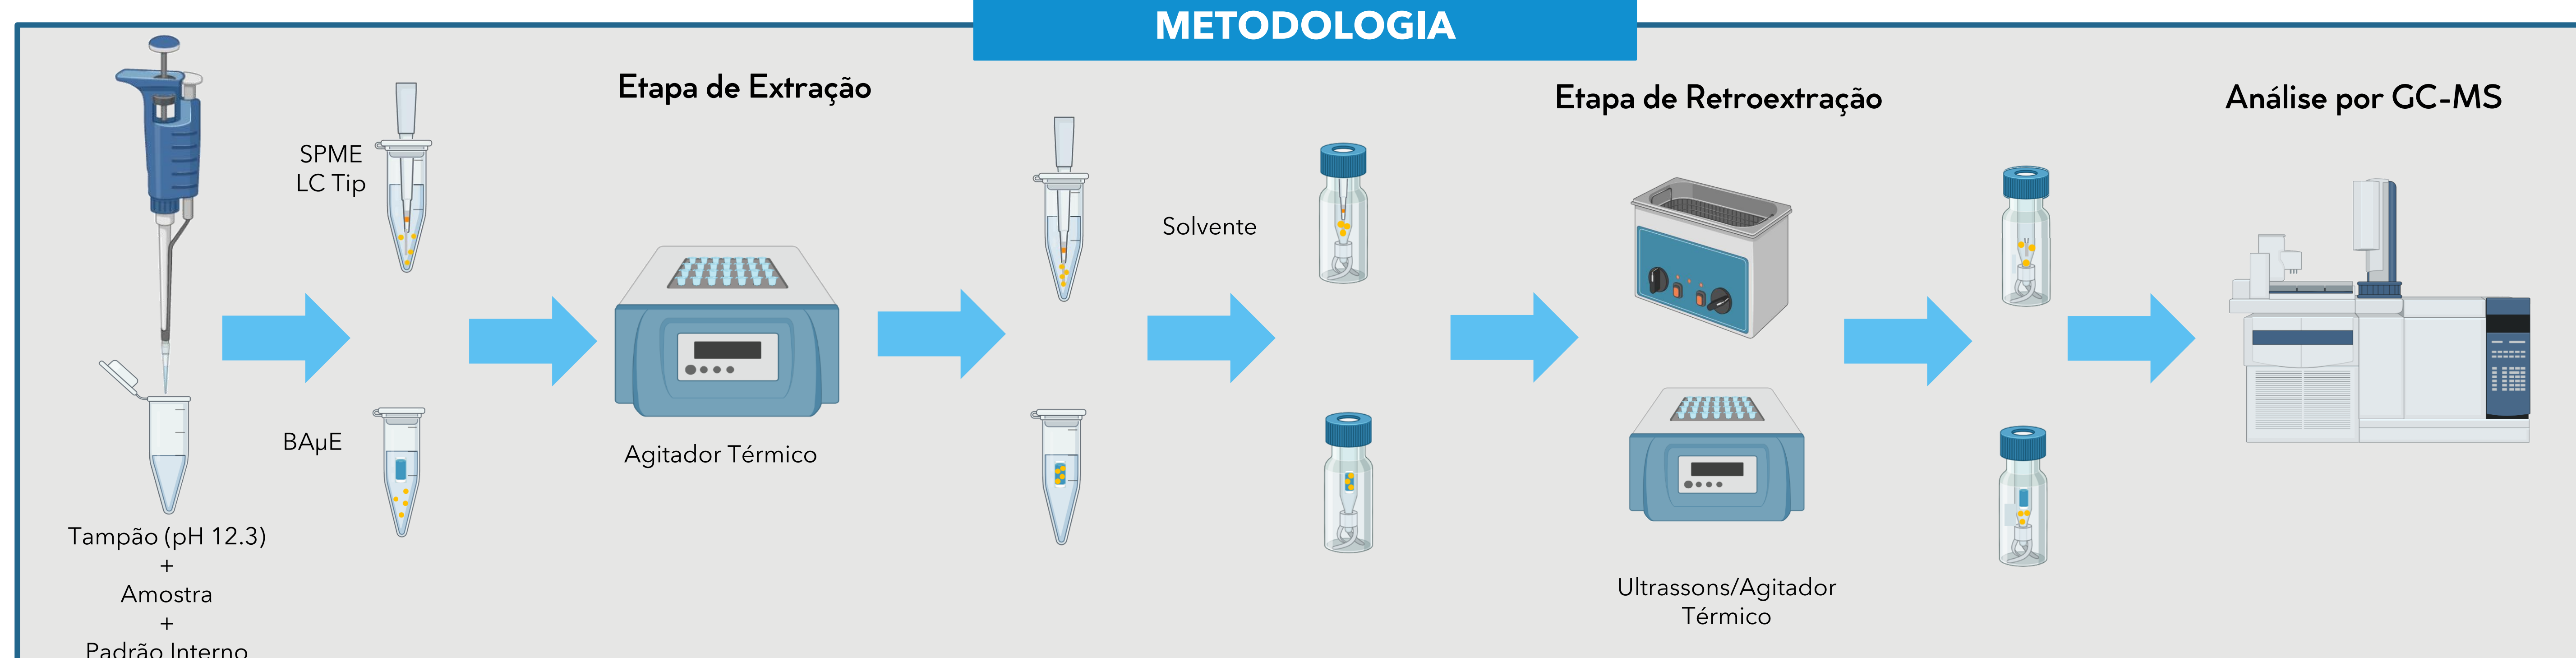 METODOLOGIA
Etapa de Extração
Etapa de Retroextração
Análise por GC-MS
SPME
LC Tip
Solvente
BAµE
Agitador Térmico
Tampão (pH 12.3)
+
Amostra
+
Padrão Interno
Ultrassons/Agitador
Térmico